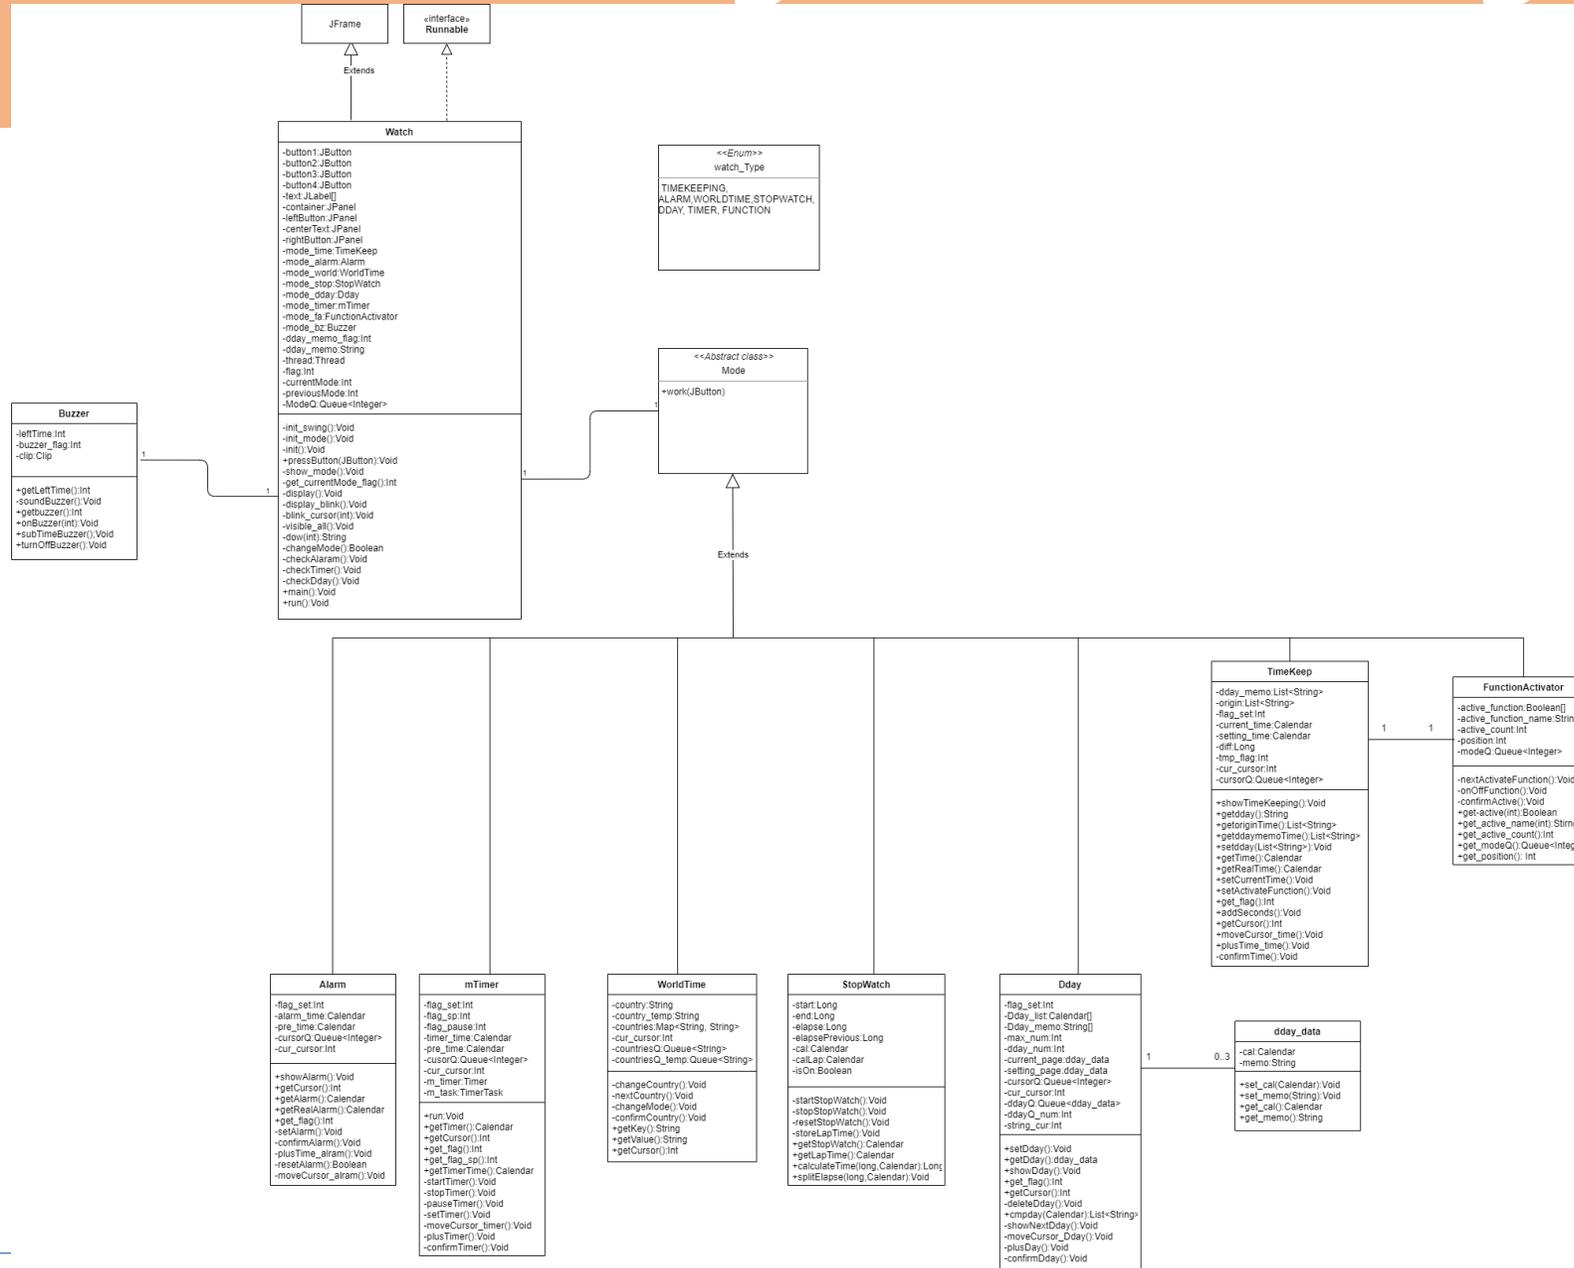 JFrame
«interface»
Runnable
Extends
Watch
-button1:JButton
-button2:JButton
-button3:JButton
-button4:JButton
-text:JLabel[]
-container:JPanel
-leftButton:JPanel
-centerText:JPanel
-rightButton:JPanel
-mode_time:TimeKeep
-mode_alarm:Alarm
-mode_world:WorldTime
-mode_stop:StopWatch
-mode_dday:Dday
-mode_timer:mTimer
-mode_fa:FunctionActivator
-mode_bz:Buzzer
-dday_memo_flag:Int
-dday_memo:String
-thread:Thread
-flag:Int
-currentMode:Int
-previousMode:Int
-ModeQ:Queue<Integer>
-init_swing():Void
-init_mode():Void
-init():Void
+pressButton(JButton):Void
-show_mode():Void
-get_currentMode_flag():Int
-display():Void
-display_blink():Void
-blink_cursor(int):Void
-visible_all():Void
-dow(int):String
-changeMode():Boolean
-checkAlaram():Void
-checkTimer():Void
-checkDday():Void
+main():Void
+run():Void
<<Enum>>
watch_Type
TIMEKEEPING,
ALARM,WORLDTIME,STOPWATCH,
DDAY, TIMER, FUNCTION
<<Abstract class>>
Mode
+work(JButton)
1
1
Buzzer
-leftTime:Int
-buzzer_flag:Int
-clip:Clip
+getLeftTime():Int
-soundBuzzer():Void
+getbuzzer():Int
+onBuzzer(int):Void
+subTimeBuzzer();Void
+turnOffBuzzer():Void
1
1
Extends
TimeKeep
-dday_memo:List<String>
-origin:List<String>
-flag_set:Int
-current_time:Calendar
-setting_time:Calendar
-diff:Long
-tmp_flag:Int
-cur_cursor:Int
-cursorQ:Queue<Integer>
+showTimeKeeping():Void
+getdday():String
+getoriginTime():List<String>
+getddaymemoTime():List<String>
+setdday(List<String>):Void
+getTime():Calendar
+getRealTime():Calendar
+setCurrentTime():Void
+setActivateFunction():Void
+get_flag():Int
+addSeconds():Void
+getCursor():Int
+moveCursor_time():Void
+plusTime_time():Void
-confirmTime():Void
1 1
FunctionActivator
-active_function:Boolean[]
-active_function_name:Strin
-active_count:Int
-position:Int
-modeQ:Queue<Integer>
-nextActivateFunction():Void
-onOffFunction():Void
-confirmActive():Void
+get-active(int):Boolean
+get_active_name(int):Stirn
+get_active_count():Int
+get_modeQ():Queue<Integ
+get_position(): Int
Alarm
-flag_set:Int
-alarm_time:Calendar
-pre_time:Calendar
-cursorQ:Queue<Integer>
-cur_cursor:Int
+showAlarm():Void
+getCursor():Int
+getAlarm():Calendar
+getRealAlarm():Calendar
+get_flag():Int
-setAlarm():Void
-confirmAlarm():Void
-plusTime_alram():Void
-resetAlarm():Boolean
-moveCursor_alram():Void
mTimer
-flag_set:Int
-flag_sp:Int
-flag_pause:Int
-timer_time:Calendar
-pre_time:Calendar
-cusorQ:Queue<Integer>
-cur_cursor:Int
-m_timer:Timer
-m_task:TimerTask
+run:Void
+getTimer():Calendar
+getCursor():Int
+get_flag():Int
+get_flag_sp():Int
+getTimerTime():Calendar
-startTimer():Void
-stopTimer():Void
-pauseTimer():Void
-setTimer():Void
-moveCursor_timer():Void
-plusTimer():Void
-confirmTimer():Void
WorldTime
-country:String
-country_temp:String
-countries:Map<String, String>
-cur_cursor:Int
-countriesQ:Queue<String>
-countriesQ_temp:Queue<String>
-changeCountry():Void
-nextCountry():Void
-changeMode():Void
-confirmCountry():Void
+getKey():String
+getValue():String
+getCursor():Int
StopWatch
-start:Long
-end:Long
-elapse:Long
-elapsePrevious:Long
-cal:Calendar
-calLap:Calendar
-isOn:Boolean
-startStopWatch():Void
-stopStopWatch():Void
-resetStopWatch():Void
-storeLapTime():Void
+getStopWatch():Calendar
+getLapTime():Calendar
+calculateTime(long,Calendar):Long
+splitElapse(long,Calendar):Void
Dday
-flag_set:Int
-Dday_list:Calendar[]
-Dday_memo:String[]
-max_num:Int
-dday_num:Int
-current_page:dday_data
-setting_page:dday_data
-cursorQ:Queue<Integer>
-cur_cursor:Int
-ddayQ:Queue<dday_data>
-ddayQ_num:Int
-string_cur:Int
+setDday():Void
+getDday():dday_data
+showDday():Void
+get_flag():Int
+getCursor():Int
-deleteDday():Void
+cmpday(Calendar):List<String>
-showNextDday():Void
-moveCursor_Dday():Void
-plusDay():Void
-confirmDday():Void
1 0..3
dday_data
-cal:Calendar
-memo:String
+set_cal(Calendar):Void
+set_memo(String):Void
+get_cal():Calendar
+get_memo():String